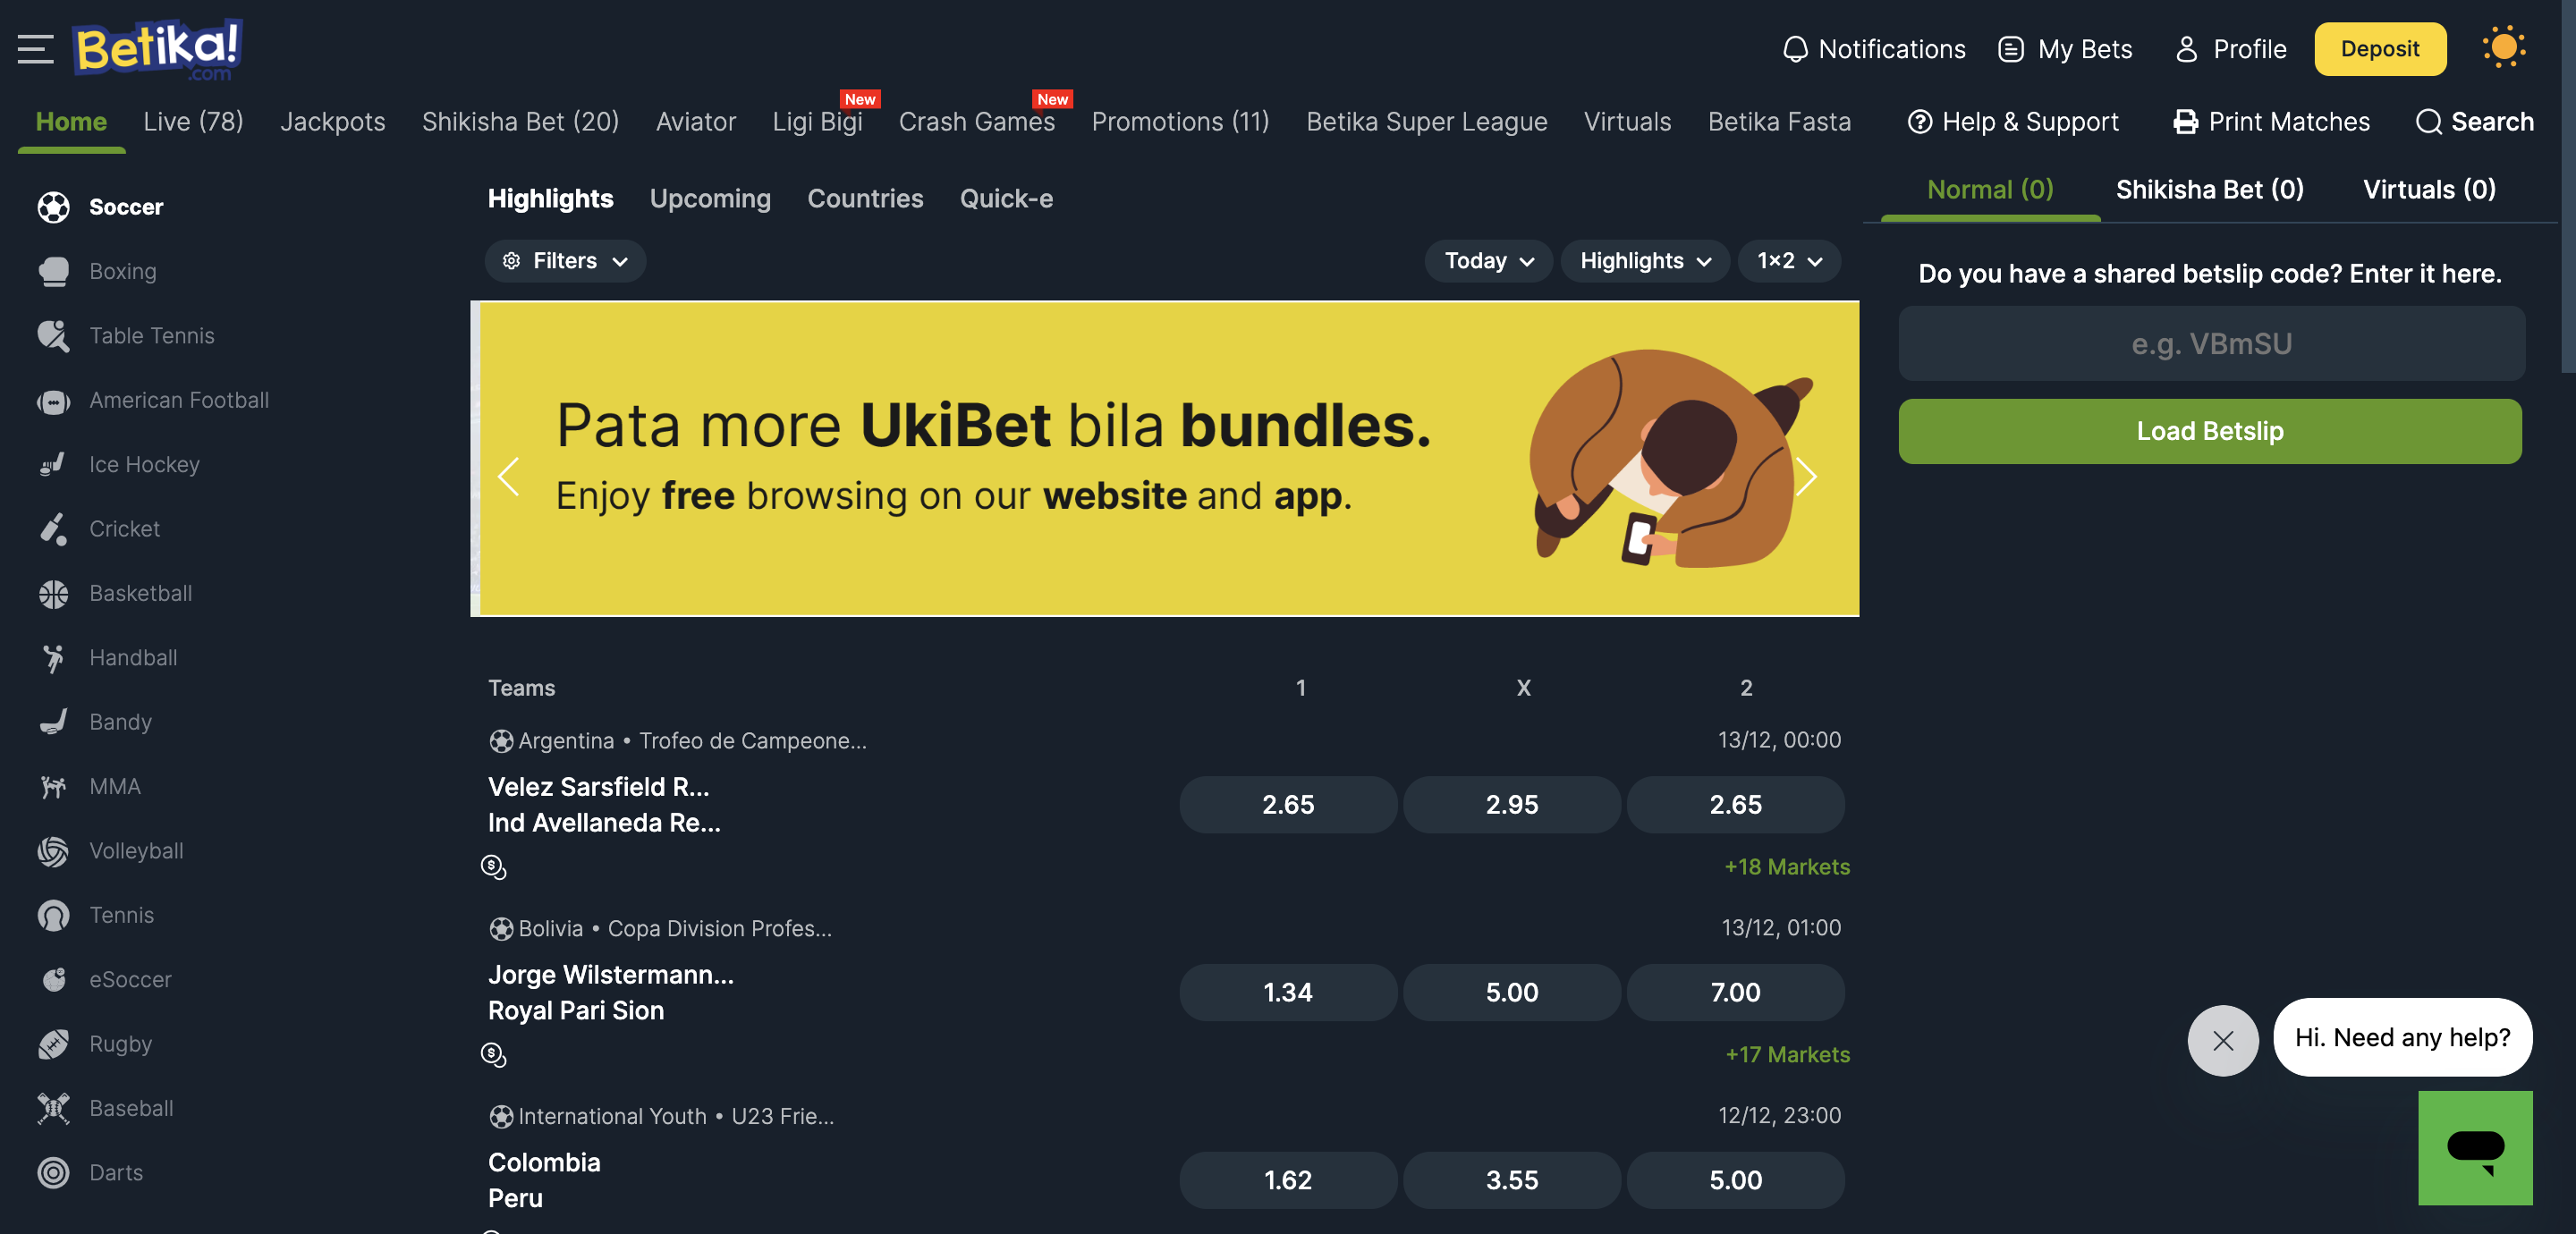 Betika!
.com
Notifications
My Bets
Profile
Deposit
Home
Live (78)
Jackpots
Shikisha Bet (20)
Aviator
Ligi Bigi
New
Crash Games
New
Promotions (11)
Betika Super League
Virtuals
Betika Fasta
Help & Support
Print Matches
Search
Soccer
Boxing
Table Tennis
American Football
Ice Hockey
Cricket
Basketball
Handball
Bandy
MMA
Volleyball
Tennis
eSoccer
Rugby
Baseball
Darts
Highlights
Upcoming
Countries
Quick-e
Filters
Today
Highlights
1×2
Pata more UkiBet bila bundles.
Enjoy free browsing on our website and app.
Teams 1 X 2
Argentina • Trofeo de Campeone... 13/12, 00:00
Velez Sarsfield R...
Ind Avellaneda Re...
2.65 2.95 2.65
+18 Markets
Bolivia • Copa Division Profes... 13/12, 01:00
Jorge Wilstermann...
Royal Pari Sion
1.34 5.00 7.00
+17 Markets
International Youth • U23 Frie... 12/12, 23:00
Colombia
Peru
1.62 3.55 5.00
Normal (0)
Shikisha Bet (0)
Virtuals (0)
Do you have a shared betslip code? Enter it here.
e.g. VBmSU
Load Betslip
Hi. Need any help?